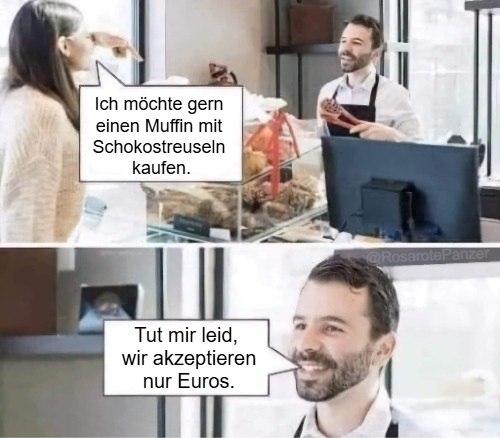 Ich möchte gern
einen Muffin mit
Schokostreuseln
kaufen.
@RosarotePanzer
Tut mir leid,
wir akzeptieren
nur Euros.